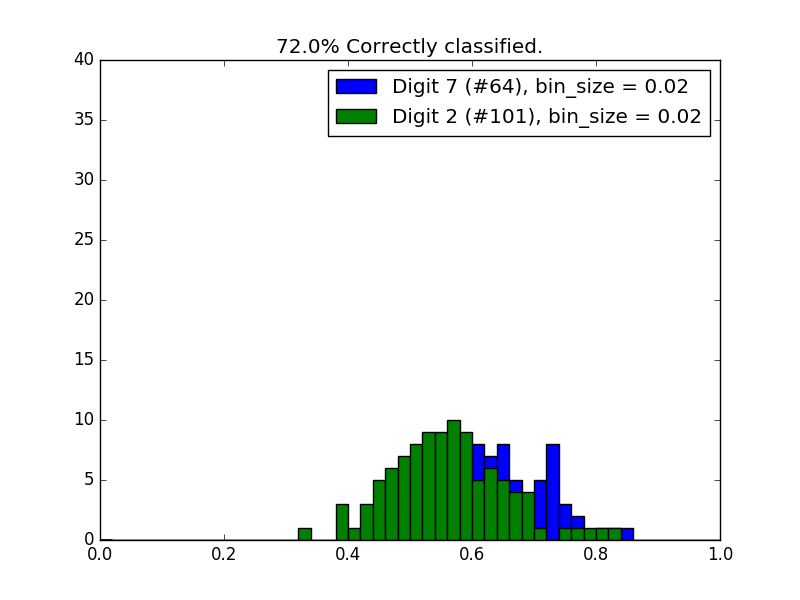 72.0% Correctly classified.
40
Digit 7 (#64), bin_size = 0.02
35
Digit 2 (#101), bin_size = 0.02
30
25
20
15
10
5
0
0.0 0.2 0.4 0.6 0.8 1.0